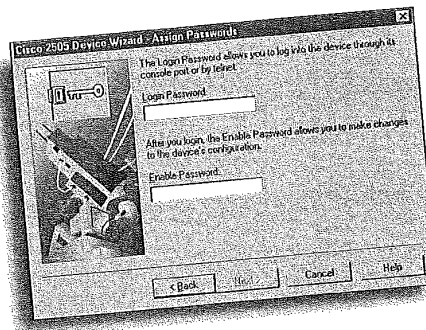 Cisco 2505 Device Wizard - Assign Passwords
The Login Password allows you to log into the device through its
console port or by telnet.
Login Password:
After you login, the Enable Password allows you to make changes
to the device's configuration.
Enable Password:
< Back
Next >
Cancel
Help